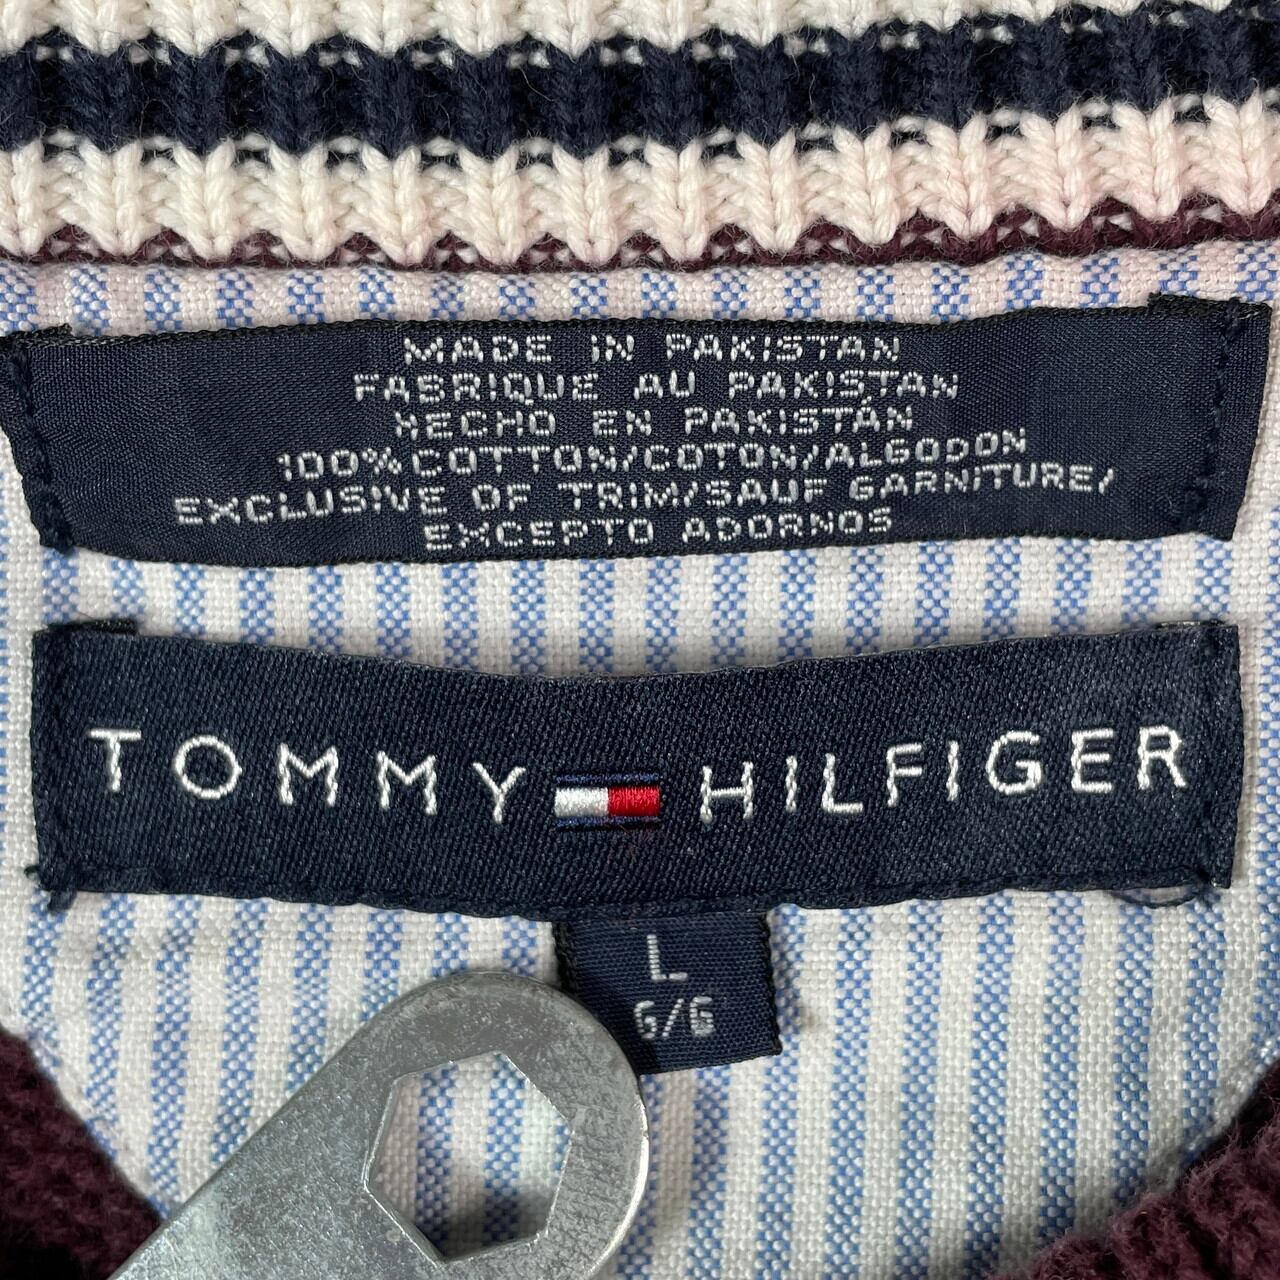 MADE IN PAKISTAN
FABRIQUE AU PAKISTAN
HECHO EN PAKISTÁN
100% COTTON/COTON/ALGODON
EXCLUSIVE OF TRIM/SAUF GARNITURE/
EXCEPTO ADORNOS
TOMMY HILFIGER
L
G/G